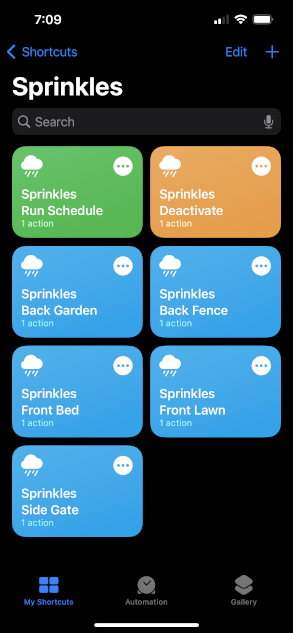 7:09
Shortcuts
Edit
Sprinkles
Search
Sprinkles
Run Schedule
1 action
Sprinkles
Deactivate
1 action
Sprinkles
Back Garden
1 action
Sprinkles
Back Fence
1 action
Sprinkles
Front Bed
1 action
Sprinkles
Front Lawn
1 action
Sprinkles
Side Gate
1 action
My Shortcuts
Automation
Gallery